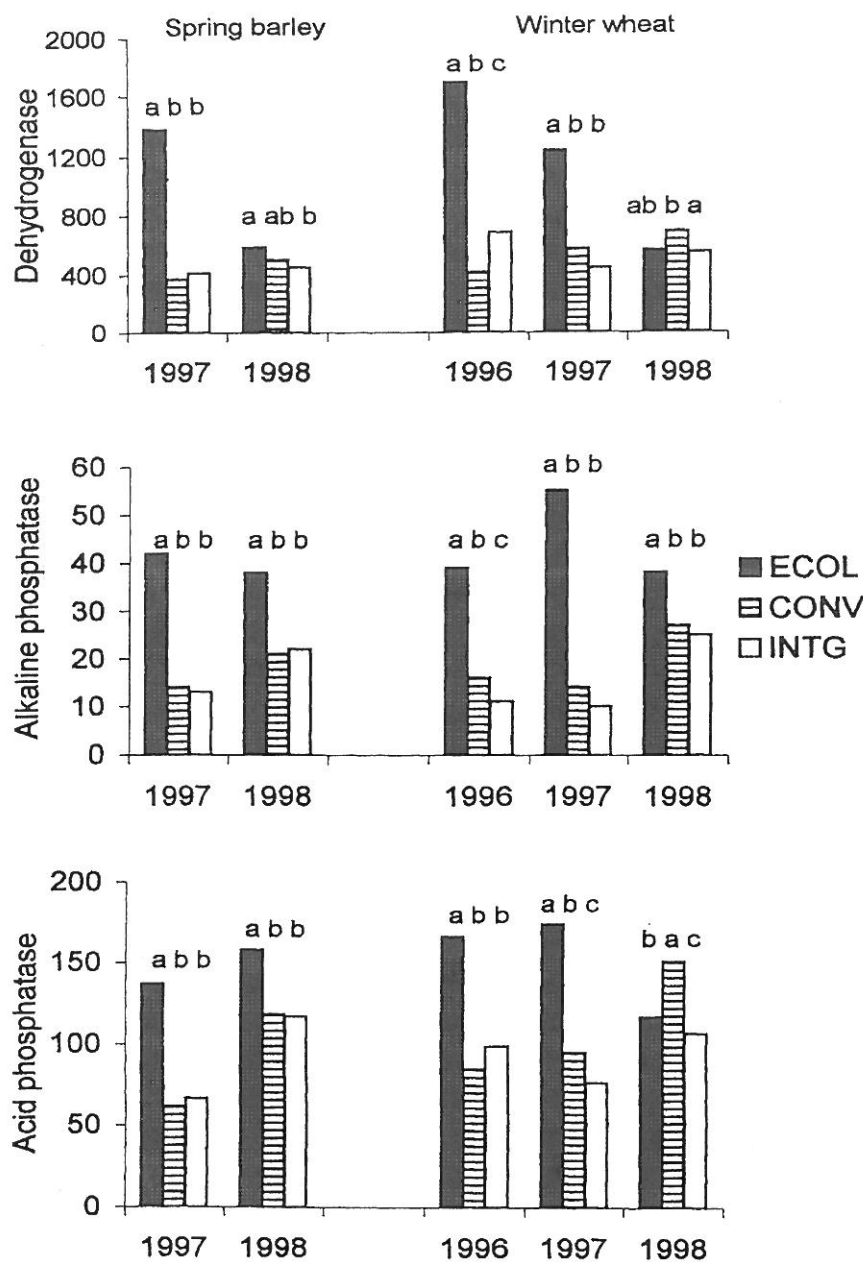 Spring barley Winter wheat
Dehydrogenase
2000
1600
1200
800
400
0
a b b
a ab b
a b c
a b b
ab b a
1997 1998 1996 1997 1998
Alkaline phosphatase
60
50
40
30
20
10
0
a b b
a b b
a b c
a b b
a b b
1997 1998 1996 1997 1998
ECOL
CONV
INTG
Acid phosphatase
200
150
100
50
0
a b b
a b b
a b b
a b c
b a c
1997 1998 1996 1997 1998